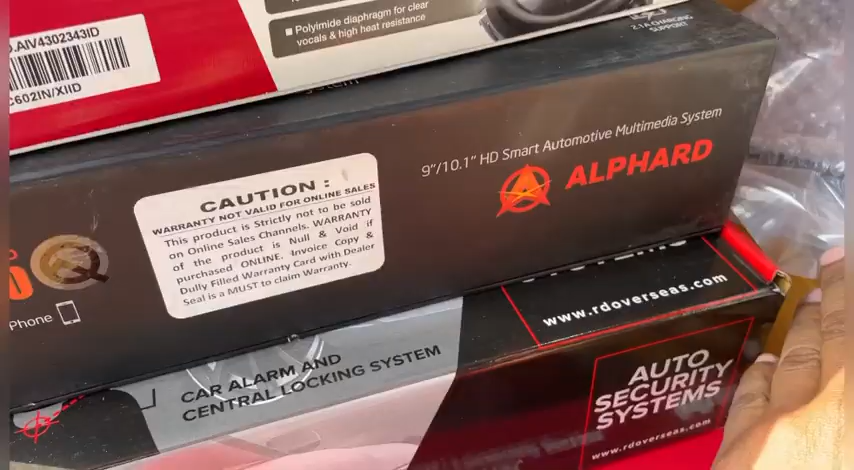 Polyimide diaphragm for clear
vocals & high heat resistance
2.1A CHARGING
SUPPORT
D.AIV4302343ID
C602IN/XIID
9"/10.1" HD Smart Automotive Multimedia System
ALPHARD
CAUTION :
WARRANTY NOT VALID FOR ONLINE SALES
This product is Strictly not to be sold
on Online Sales Channels. WARRANTY
of the product is Null & Void if
purchased ONLINE. Invoice Copy &
Dully Filled Warranty Card with Dealer
Seal is a MUST to claim Warranty.
Phone
www.rdoverseas.com
CAR ALARM AND
CENTRAL LOCKING SYSTEM
AUTO
SECURITY
SYSTEMS
www.rdoverseas.com